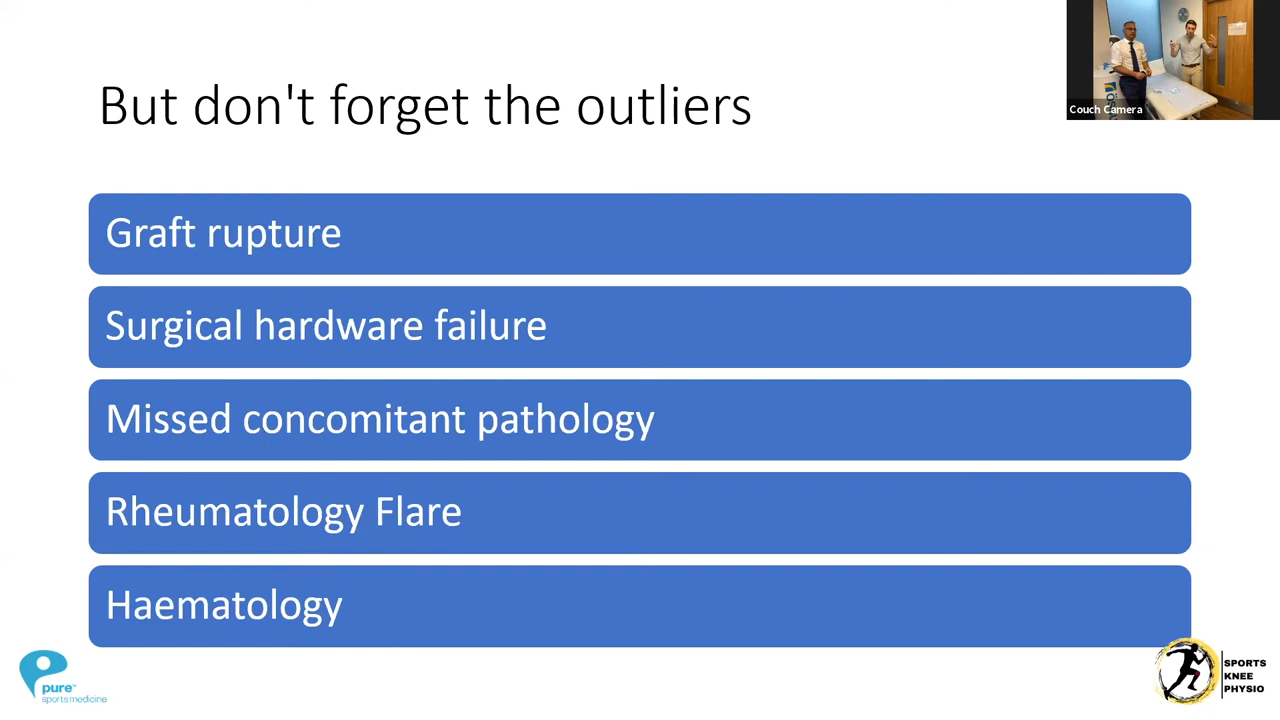 But don't forget the outliers
Couch Camera
Graft rupture
Surgical hardware failure
Missed concomitant pathology
Rheumatology Flare
Haematology
pure™
sports medicine
SPORTS
KNEE
PHYSIO